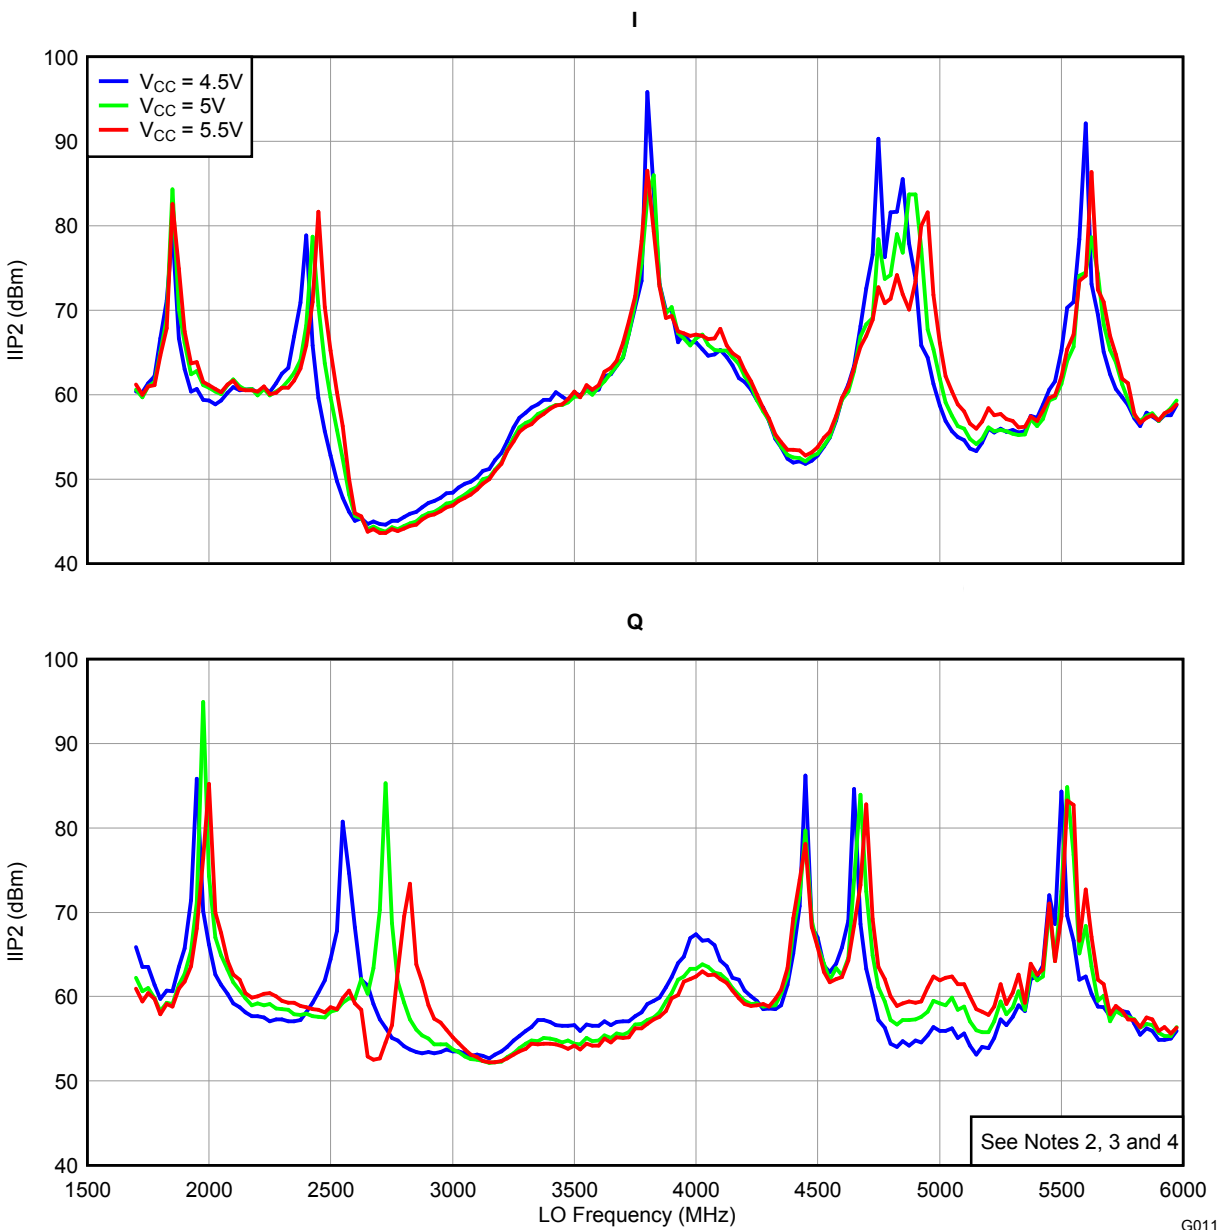 I
100
90
80
70
60
50
40
IIP2 (dBm)
VCC = 4.5V
VCC = 5V
VCC = 5.5V
Q
100
90
80
70
60
50
40
IIP2 (dBm)
See Notes 2, 3 and 4
1500 2000 2500 3000 3500 4000 4500 5000 5500 6000
LO Frequency (MHz)
G011